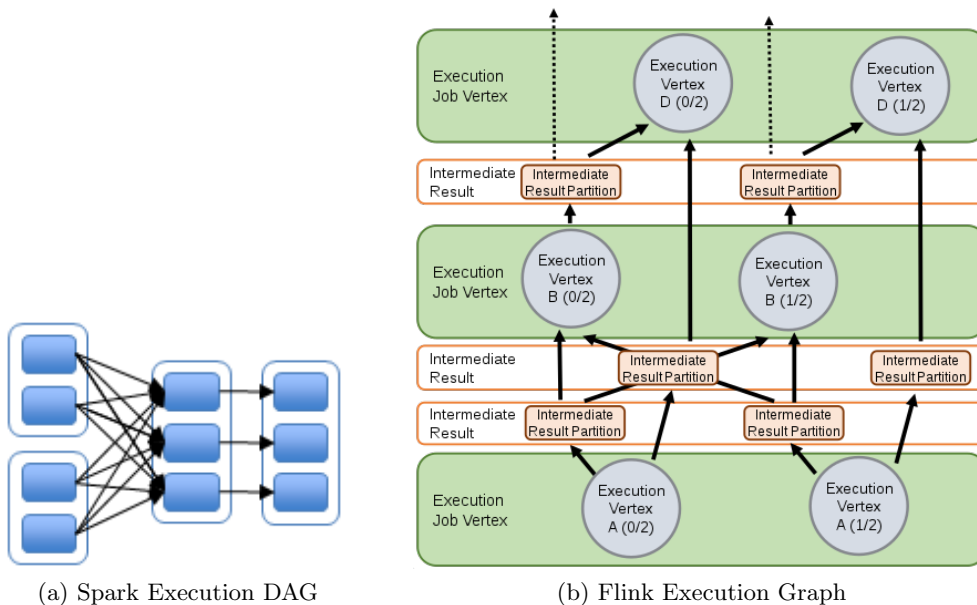 Execution
Job Vertex
Execution
Vertex
D (0/2)
Execution
Vertex
D (1/2)
Intermediate
Result
Intermediate
Result Partition
Intermediate
Result Partition
Execution
Job Vertex
Execution
Vertex
B (0/2)
Execution
Vertex
B (1/2)
Intermediate
Result
Intermediate
Result Partition
Intermediate
Result Partition
Intermediate
Result
Intermediate
Result Partition
Intermediate
Result Partition
Execution
Job Vertex
Execution
Vertex
A (0/2)
Execution
Vertex
A (1/2)
(a) Spark Execution DAG
(b) Flink Execution Graph